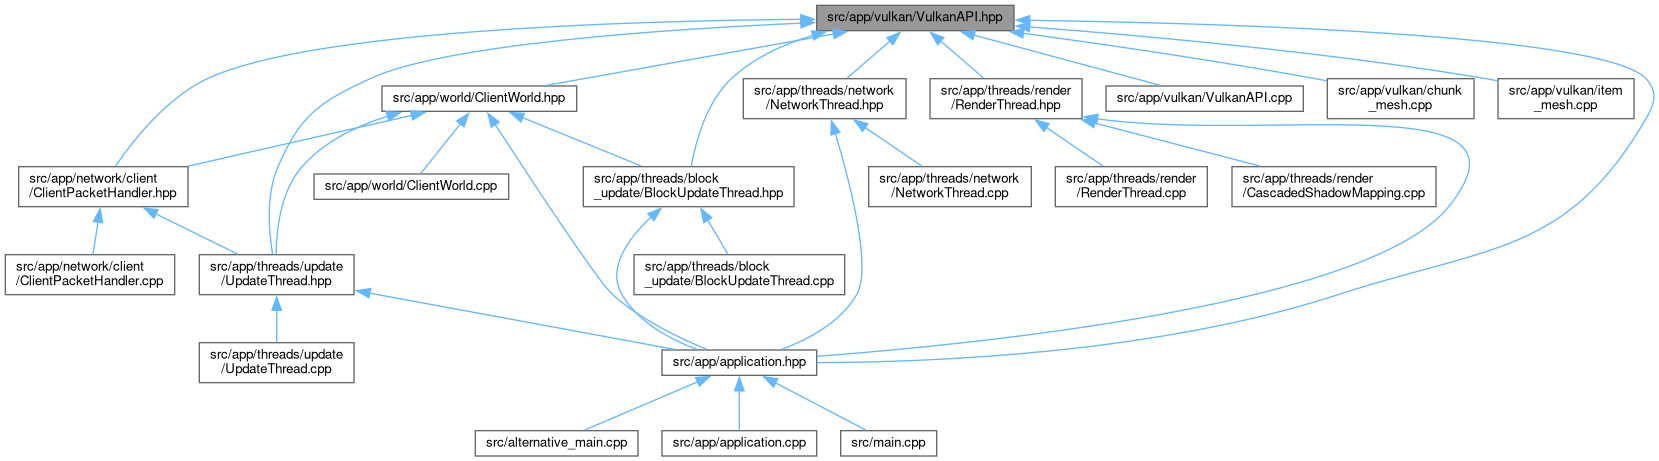 src/app/vulkan/VulkanAPI.hpp
src/app/world/ClientWorld.hpp
src/app/threads/network
/NetworkThread.hpp
src/app/threads/render
/RenderThread.hpp
src/app/vulkan/VulkanAPI.cpp
src/app/vulkan/chunk
_mesh.cpp
src/app/vulkan/item
_mesh.cpp
src/app/network/client
/ClientPacketHandler.hpp
src/app/world/ClientWorld.cpp
src/app/threads/block
_update/BlockUpdateThread.hpp
src/app/threads/network
/NetworkThread.cpp
src/app/threads/render
/RenderThread.cpp
src/app/threads/render
/CascadedShadowMapping.cpp
src/app/network/client
/ClientPacketHandler.cpp
src/app/threads/update
/UpdateThread.hpp
src/app/threads/block
_update/BlockUpdateThread.cpp
src/app/threads/update
/UpdateThread.cpp
src/app/application.hpp
src/alternative_main.cpp
src/app/application.cpp
src/main.cpp